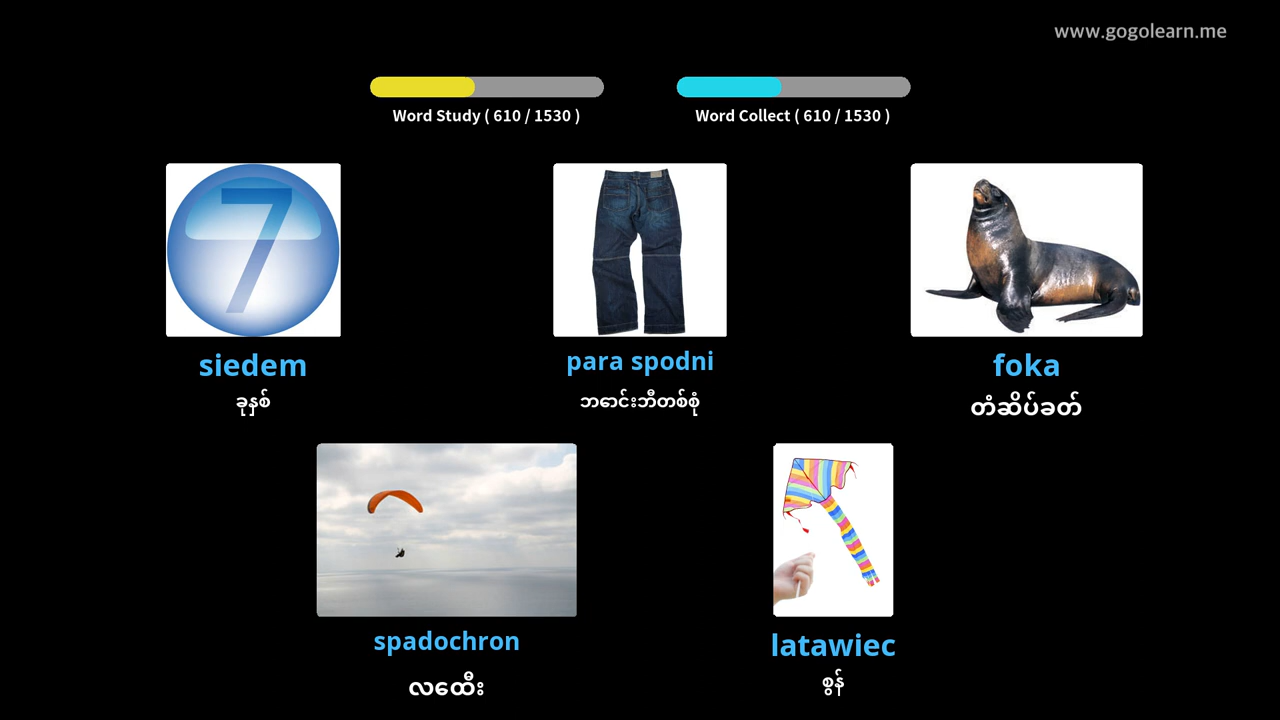 www.gogolearn.me
Word Study ( 610 / 1530 )
Word Collect ( 610 / 1530 )
7
siedem
para spodni
foka
ခုနှစ်
ဘောင်းဘီတစ်စုံ
တံဆိပ်ခတ်
spadochron
latawiec
လထေီး
စွန်